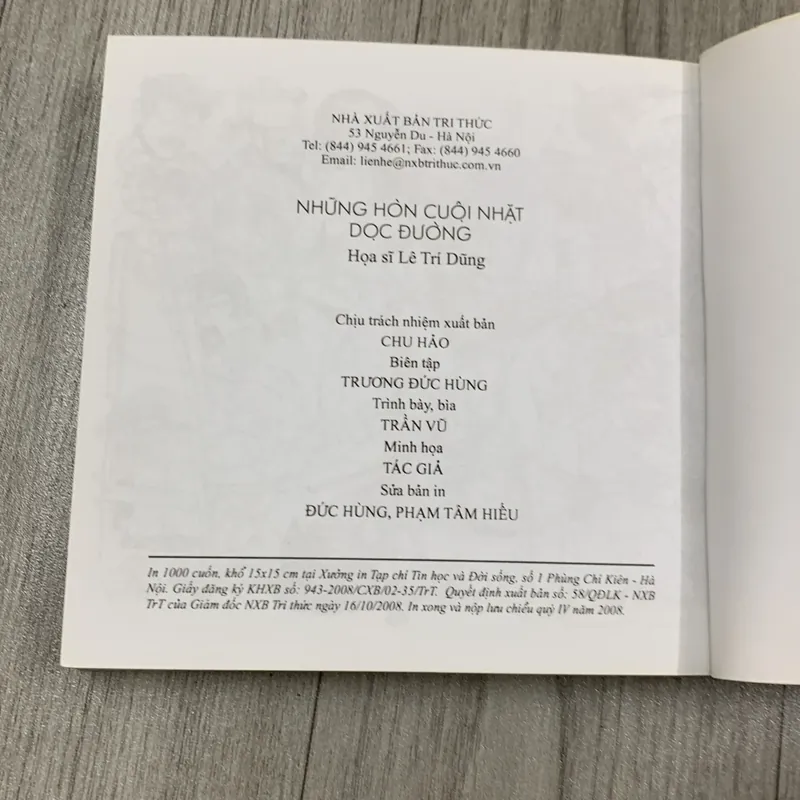 NHÀ XUẤT BẢN TRI THỨC
53 Nguyễn Du - Hà Nội
Tel: (844) 945 4661; Fax: (844) 945 4660
Email: lienhe@nxbtrithuc.com.vn
NHỮNG HÒN CUỘI NHẶT
DỌC ĐƯỜNG
Họa sĩ Lê Trí Dũng
Chịu trách nhiệm xuất bản
CHU HẢO
Biên tập
TRƯƠNG ĐỨC HÙNG
Trình bày, bìa
TRẦN VŨ
Minh họa
TÁC GIẢ
Sửa bản in
ĐỨC HÙNG, PHẠM TÂM HIẾU
In 1000 cuốn, khổ 15x15 cm tại Xưởng in Tạp chí Tin học và Đời sống, số 1 Phùng Chí Kiên - Hà
Nội. Giấy đăng ký KHXB số: 943-2008/CXB/02-35/TrT. Quyết định xuất bản số: 58/QĐLK - NXB
TrT của Giám đốc NXB Tri thức ngày 16/10/2008. In xong và nộp lưu chiểu quý IV năm 2008.